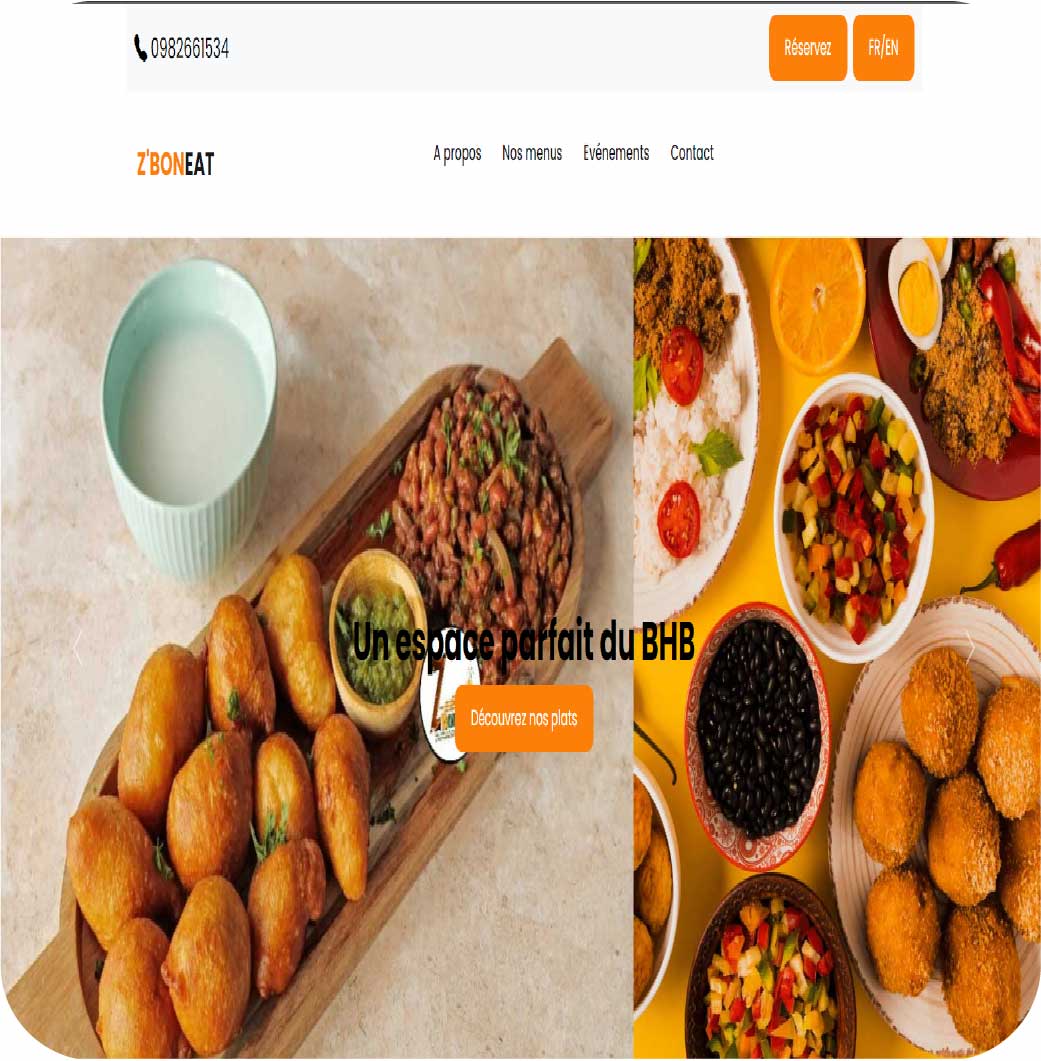 0982661534
Réservez
FR/EN
Z'BONEAT
A propos Nos menus Evénements Contact
Un espace parfait du BHB
Découvrez nos plats